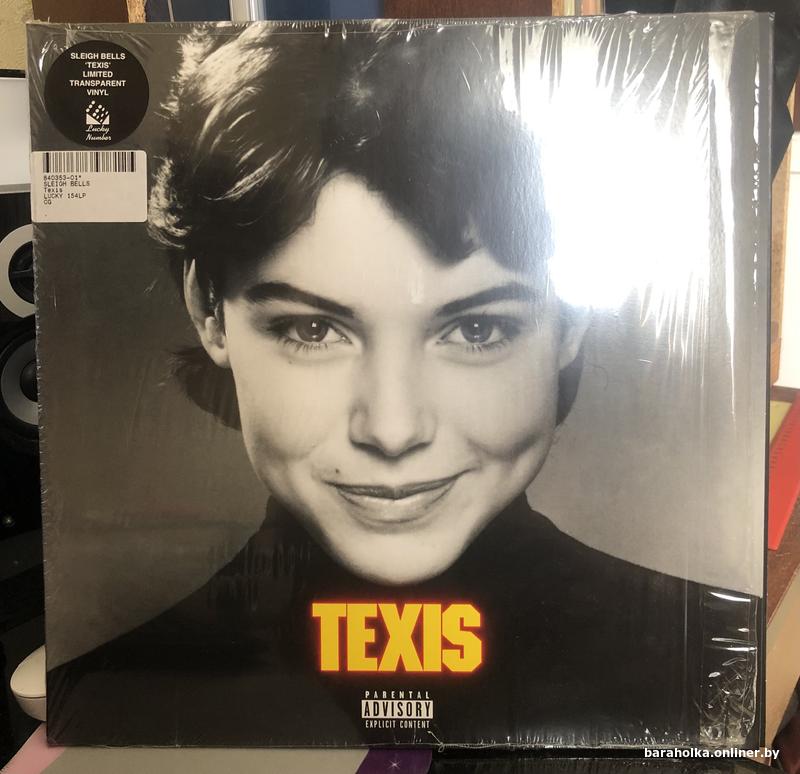 SLEIGH BELLS
'TEXIS'
LIMITED
TRANSPARENT
VINYL
Lucky
Number
840353-01*
SLEIGH BELLS
Texis
LUCKY 154LP
CG
TEXIS
PARENTAL
ADVISORY
EXPLICIT CONTENT
baraholka.onliner.by